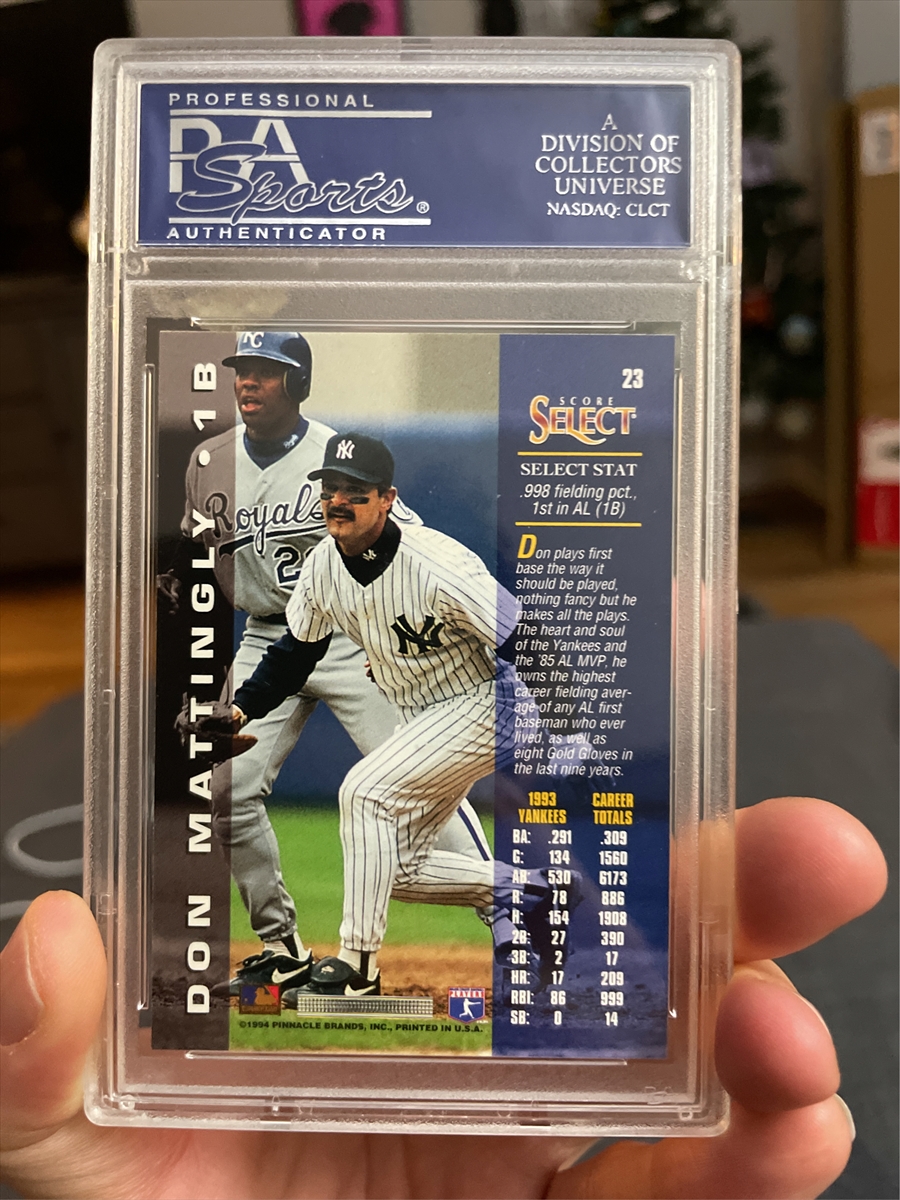 PROFESSIONAL
PSA
Sports®
AUTHENTICATOR
A
DIVISION OF
COLLECTORS
UNIVERSE
NASDAQ: CLCT
DON MATTINGLY • 1B
KC
NY
Royals
2
NY
23
SCORE
SELECT
SELECT STAT
.998 fielding pct.,
1st in AL (1B)
Don plays first
base the way it
should be played,
nothing fancy but he
makes all the plays.
The heart and soul
of the Yankees and
the '85 AL MVP, he
owns the highest
career fielding aver-
age of any AL first
baseman who ever
lived, as well as
eight Gold Gloves in
the last nine years.
1993 CAREER
YANKEES TOTALS
BA: .291 .309
G: 134 1560
AB: 530 6173
R: 78 886
H: 154 1908
2B: 27 390
3B: 2 17
HR: 17 209
RBI: 86 999
SB: 0 14
©1994 PINNACLE BRANDS, INC., PRINTED IN U.S.A.